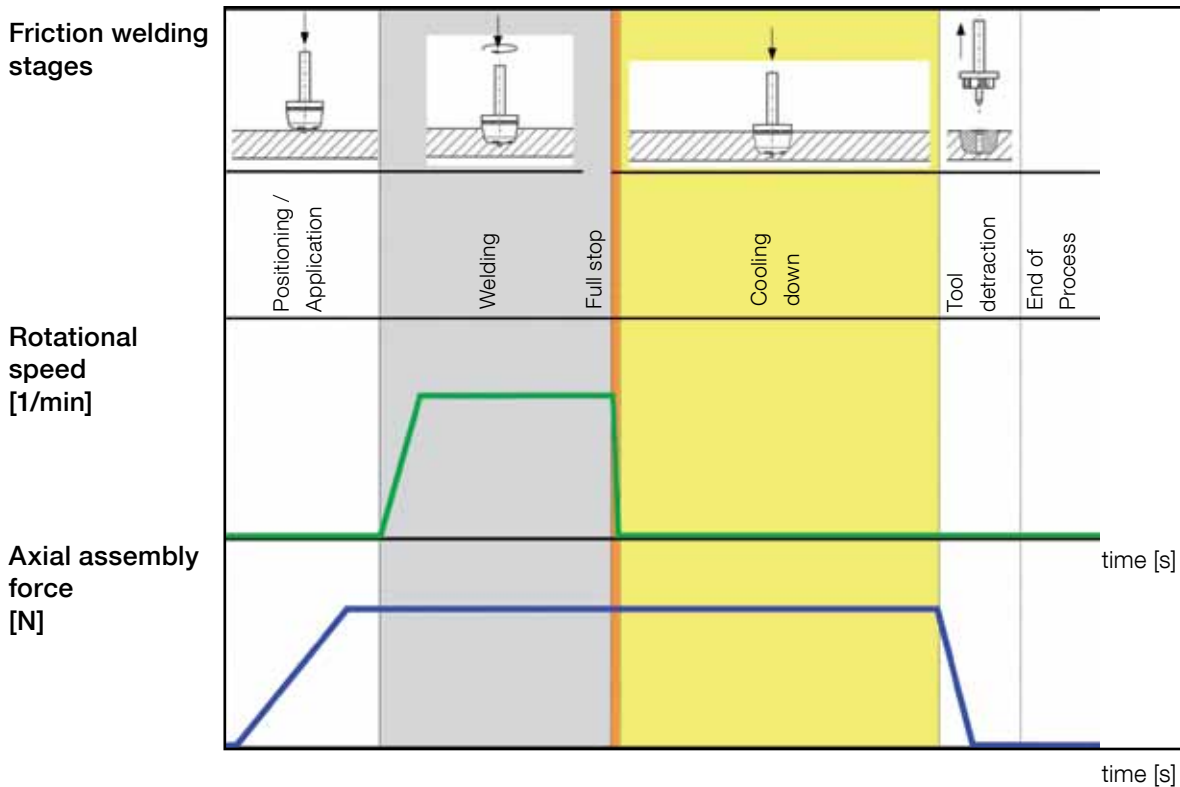 Friction welding
stages
Positioning /
Application
Welding
Full stop
Cooling
down
Tool
detraction
End of
Process
Rotational
speed
[1/min]
time [s]
Axial assembly
force
[N]
time [s]